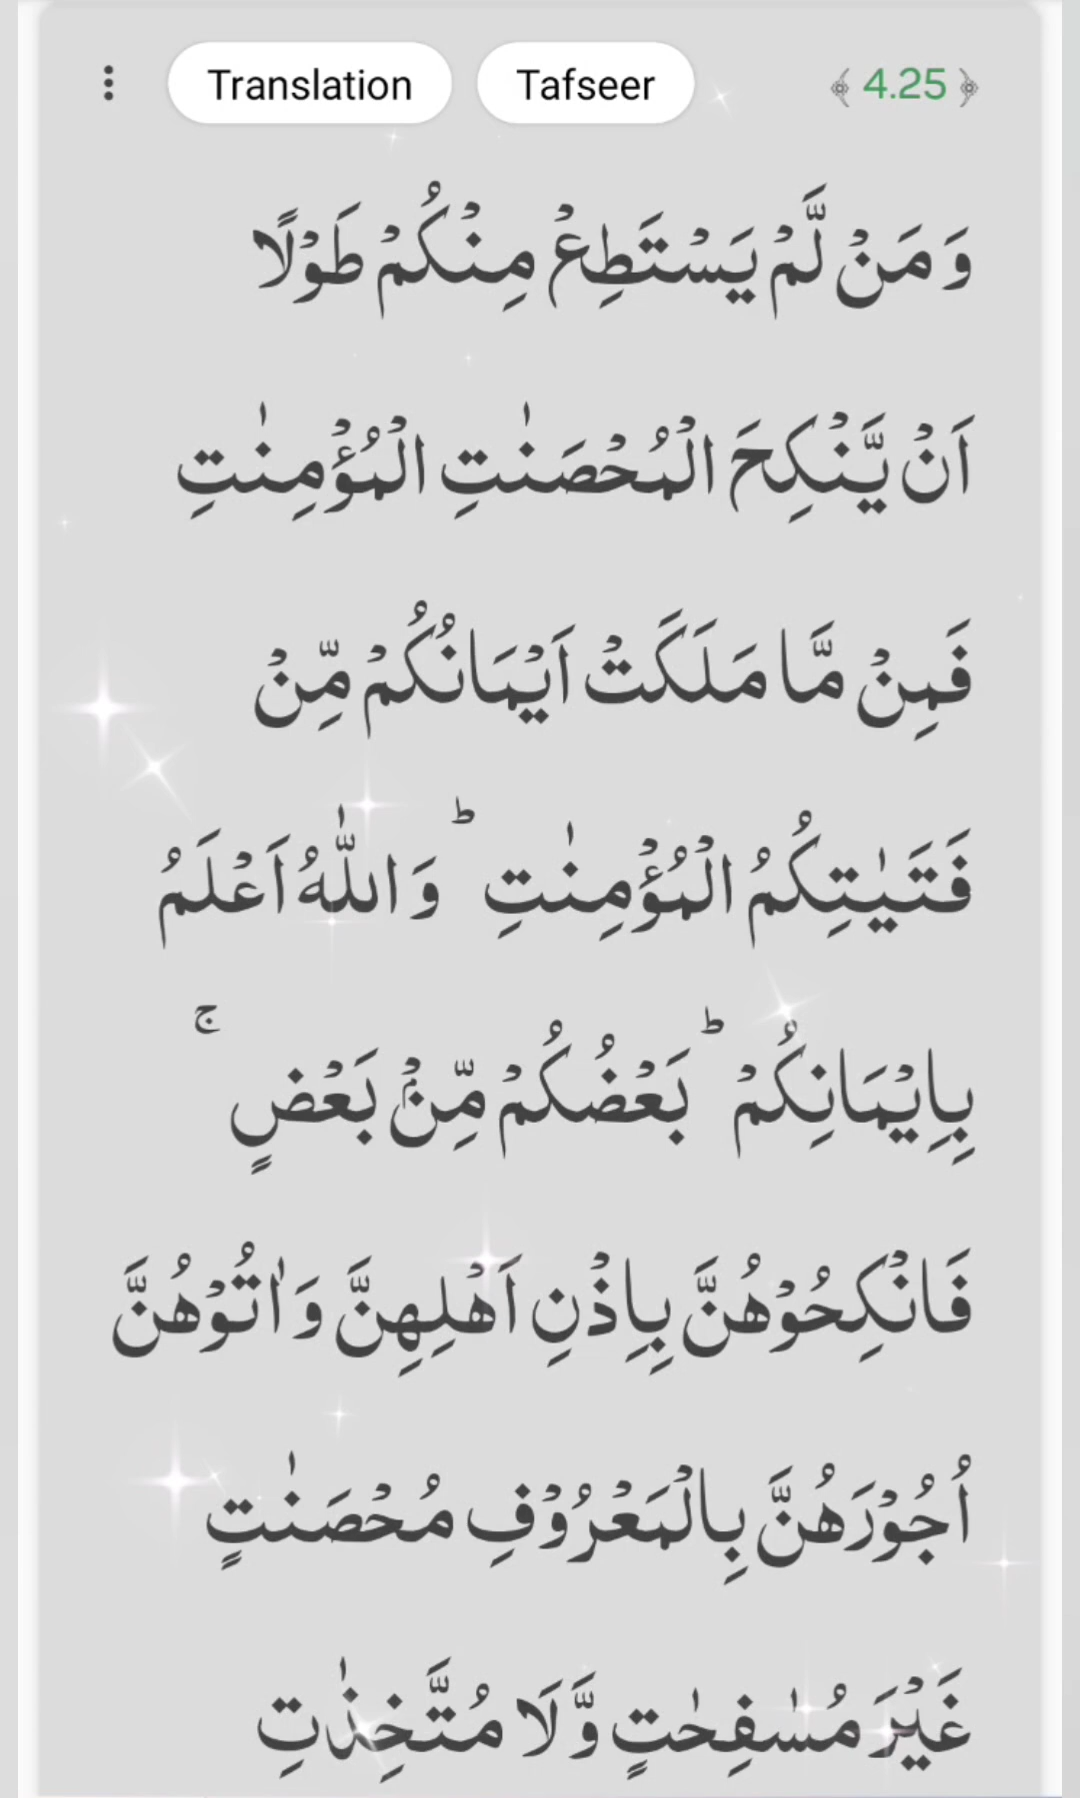 Translation Tafseer ﴾ 4.25 ﴿
وَ مَنۡ لَّمۡ یَسۡتَطِعۡ مِنۡکُمۡ طَوۡلًا
اَنۡ یَّنۡکِحَ الۡمُحۡصَنٰتِ الۡمُؤۡمِنٰتِ
فَمِنۡ مَّا مَلَکَتۡ اَیۡمَانُکُمۡ مِّنۡ
فَتَیٰتِکُمُ الۡمُؤۡمِنٰتِ ؕ وَ اللّٰہُ اَعۡلَمُ
بِاِیۡمَانِکُمۡ ؕ بَعۡضُکُمۡ مِّنۡۢ بَعۡضٍ ۚ
فَانۡکِحُوۡہُنَّ بِاِذۡنِ اَہۡلِہِنَّ وَ اٰتُوۡہُنَّ
اُجُوۡرَہُنَّ بِالۡمَعۡرُوۡفِ مُحۡصَنٰتٍ
غَیۡرَ مُسٰفِحٰتٍ وَّ لَا مُتَّخِذٰتِ